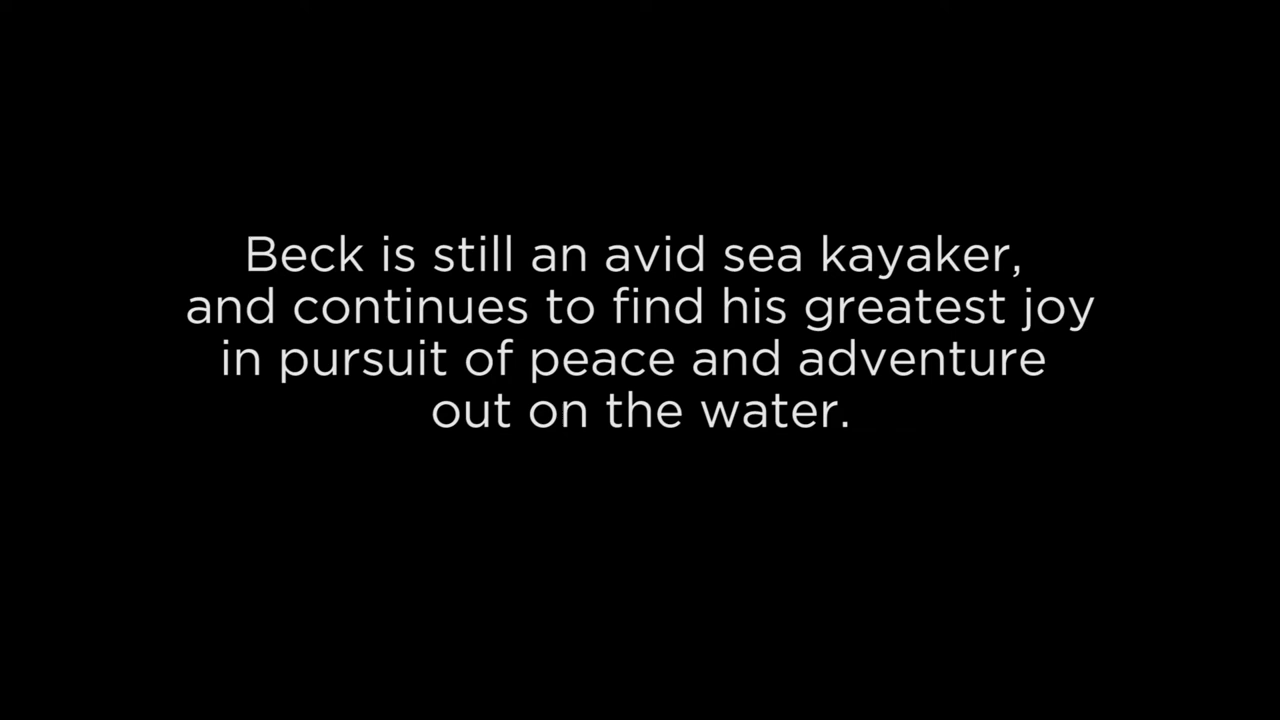 Beck is still an avid sea kayaker,
and continues to find his greatest joy
in pursuit of peace and adventure
out on the water.